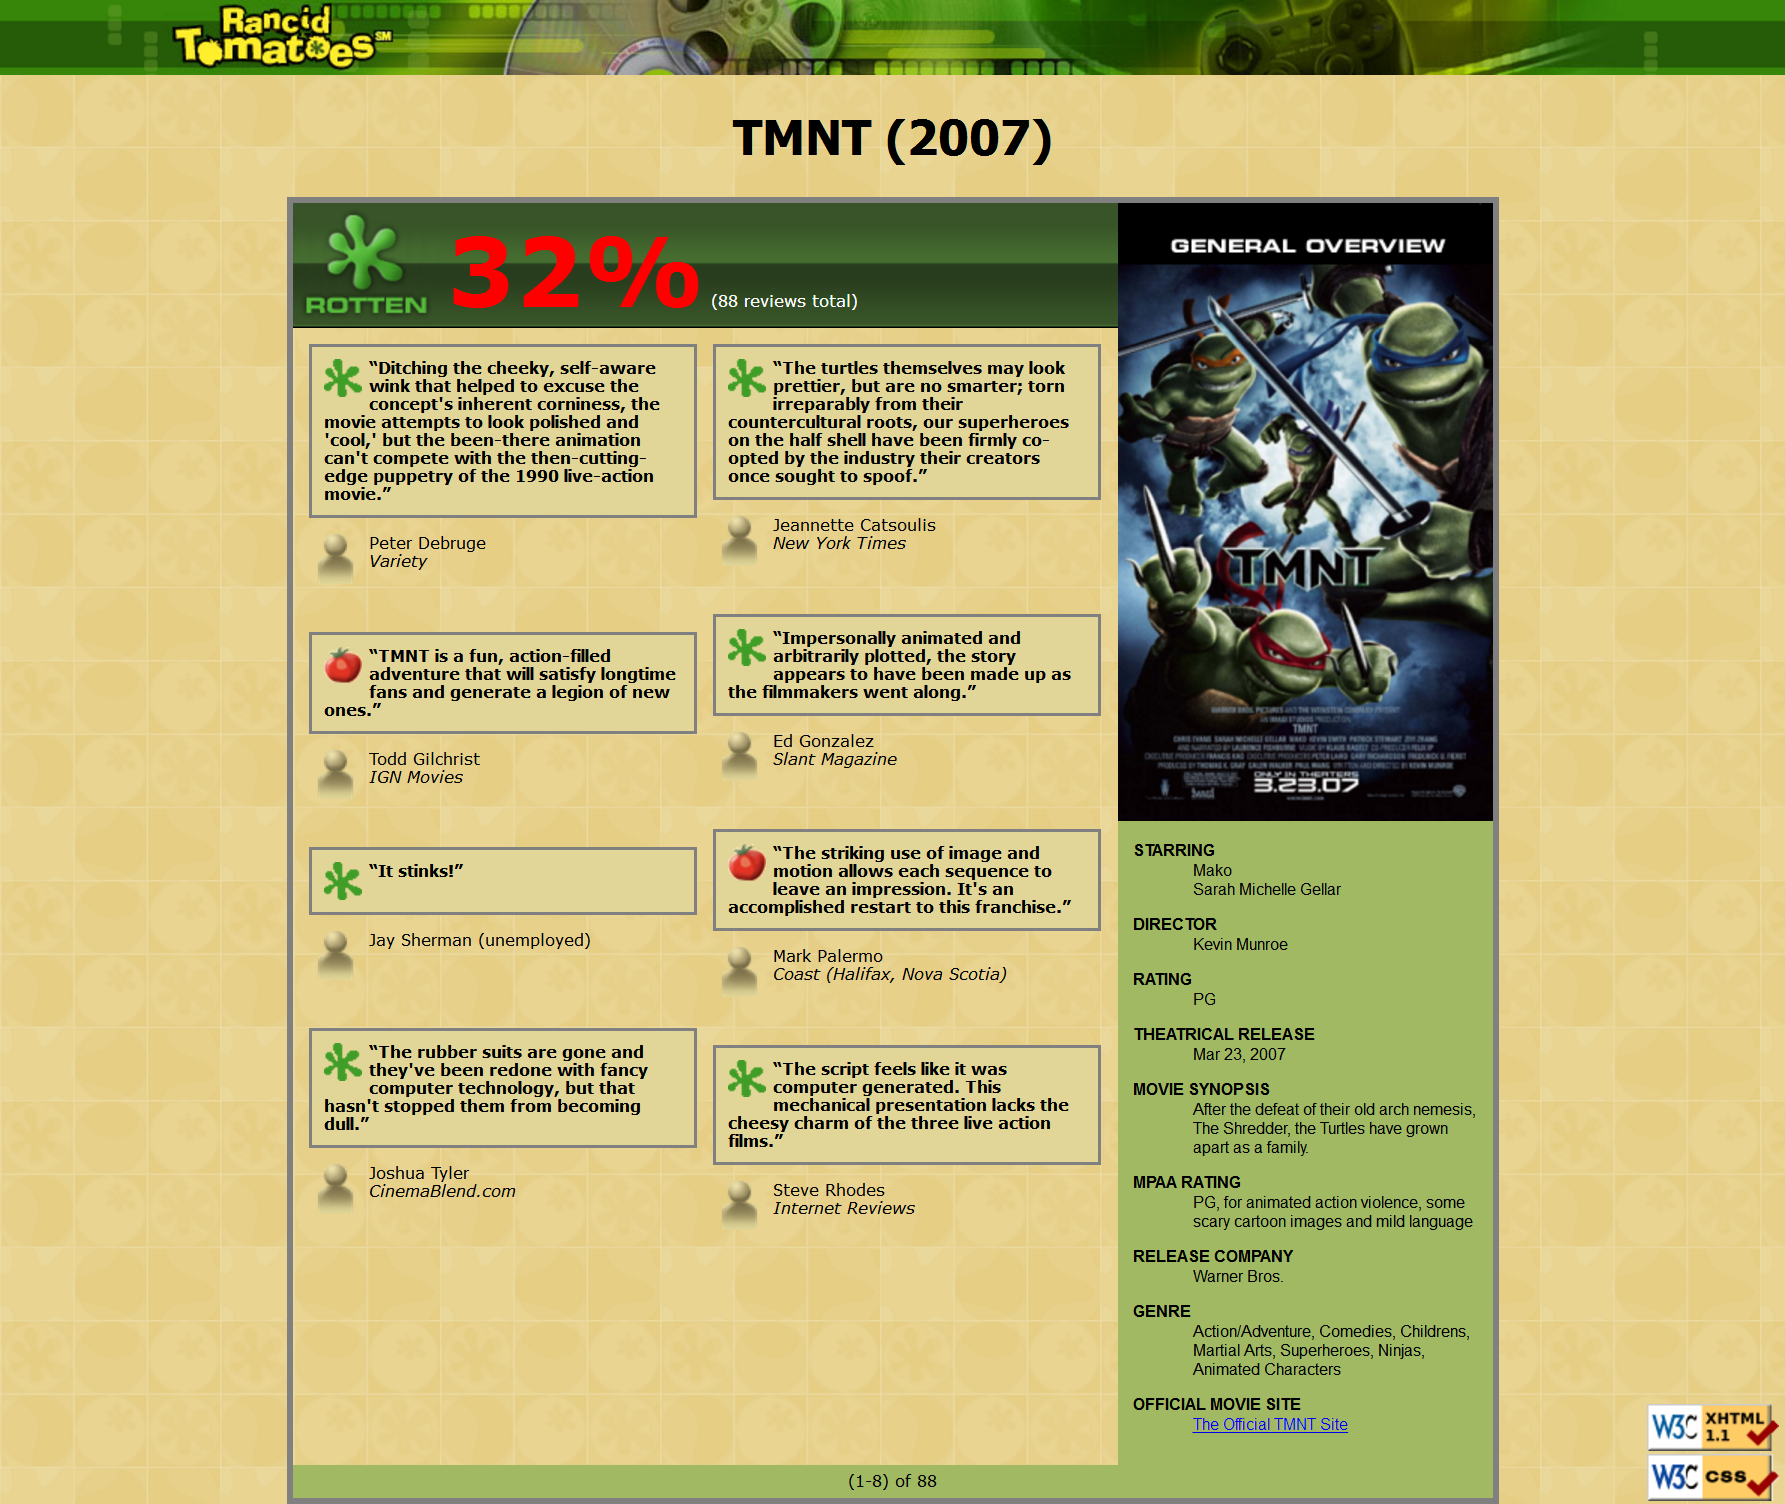 Rancid
Tomatoes SM
TMNT (2007)
ROTTEN
32% (88 reviews total)
“Ditching the cheeky, self-aware
wink that helped to excuse the
concept's inherent corniness, the
movie attempts to look polished and
'cool,' but the been-there animation
can't compete with the then-cutting-
edge puppetry of the 1990 live-action
movie.”
Peter Debruge
Variety
“TMNT is a fun, action-filled
adventure that will satisfy longtime
fans and generate a legion of new
ones.”
Todd Gilchrist
IGN Movies
“It stinks!”
Jay Sherman (unemployed)
“The rubber suits are gone and
they've been redone with fancy
computer technology, but that
hasn't stopped them from becoming
dull.”
Joshua Tyler
CinemaBlend.com
“The turtles themselves may look
prettier, but are no smarter; torn
irreparably from their
countercultural roots, our superheroes
on the half shell have been firmly co-
opted by the industry their creators
once sought to spoof.”
Jeannette Catsoulis
New York Times
“Impersonally animated and
arbitrarily plotted, the story
appears to have been made up as
the filmmakers went along.”
Ed Gonzalez
Slant Magazine
“The striking use of image and
motion allows each sequence to
leave an impression. It's an
accomplished restart to this franchise.”
Mark Palermo
Coast (Halifax, Nova Scotia)
“The script feels like it was
computer generated. This
mechanical presentation lacks the
cheesy charm of the three live action
films.”
Steve Rhodes
Internet Reviews
GENERAL OVERVIEW
TMNT
TMNT
ONLY IN THEATERS
3.23.07
STARRING
Mako
Sarah Michelle Gellar
DIRECTOR
Kevin Munroe
RATING
PG
THEATRICAL RELEASE
Mar 23, 2007
MOVIE SYNOPSIS
After the defeat of their old arch nemesis,
The Shredder, the Turtles have grown
apart as a family.
MPAA RATING
PG, for animated action violence, some
scary cartoon images and mild language
RELEASE COMPANY
Warner Bros.
GENRE
Action/Adventure, Comedies, Childrens,
Martial Arts, Superheroes, Ninjas,
Animated Characters
OFFICIAL MOVIE SITE
The Official TMNT Site
(1-8) of 88
W3C XHTML
1.1
W3C CSS